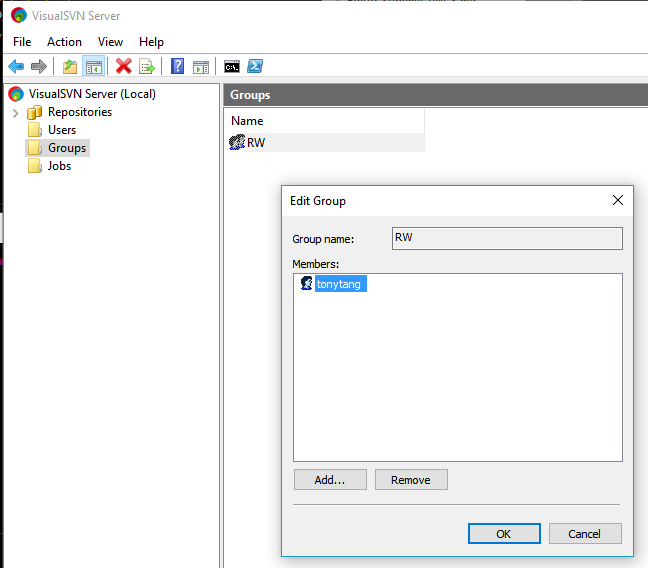 VisualSVN Server
File Action View Help
VisualSVN Server (Local)
Repositories
Users
Groups
Jobs
Groups
Name
RW
Edit Group
Group name: RW
Members:
tonytang
Add... Remove
OK Cancel